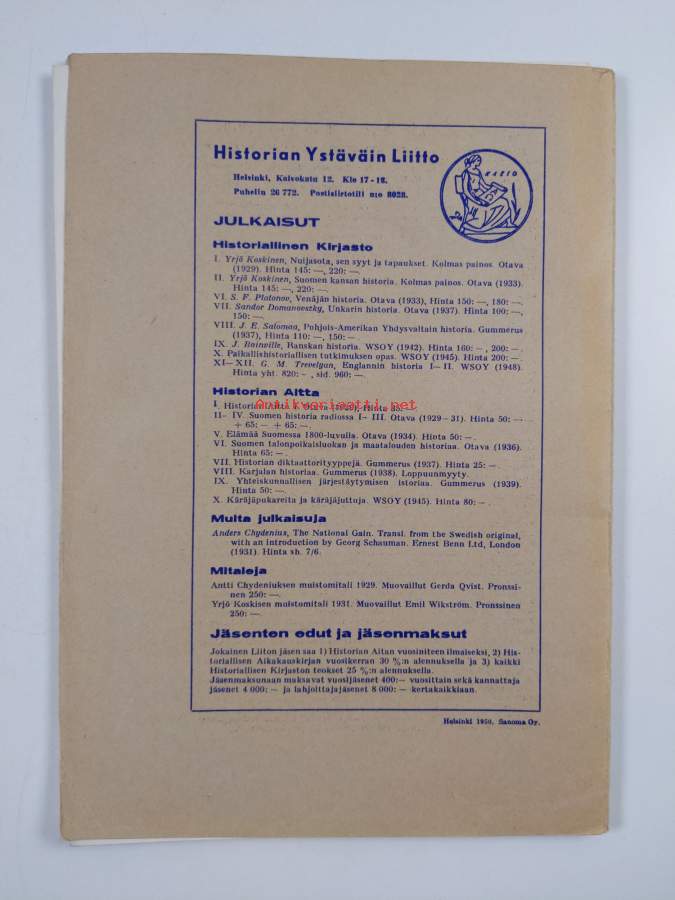 Historian Ystäväin Liitto
Helsinki, Kaivokatu 12. Klo 17-18.
Puhelin 26 772. Postisiirtotili n:o 8028.
JULKAISUT
Historiallinen Kirjasto
I. Yrjö Koskinen, Nuijasota, sen syyt ja tapaukset. Kolmas painos. Otava
(1929). Hinta 145: —, 220: —.
II. Yrjö Koskinen, Suomen kansan historia. Kolmas painos. Otava (1933).
Hinta 145: —, 220: —.
VI. S. F. Platonov, Venäjän historia. Otava (1933), Hinta 150: —, 180: —.
VII. Sandor Domanovszky, Unkarin historia. Otava (1937). Hinta 100: —,
150: —.
VIII. J. E. Salomaa, Pohjois-Amerikan Yhdysvaltain historia. Gummerus
(1937), Hinta 110: —, 150: —
IX. J. Bainville, Ranskan historia. WSOY (1942). Hinta 160: —, 200: —.
X. Paikallishistoriallisen tutkimuksen opas. WSOY (1945). Hinta 200: —.
XI—XII. G. M. Trevelyan, Englannin historia I—II. WSOY (1948).
Hinta yht. 820: —, sid. 960: —.
Historian Aitta
I. Historian Otava Hinta
Antikvariaatti.net
II— IV. Suomen historia radiossa I— III. Otava (1929—31). Hinta 50: —
+ 65: — + 65: —.
V. Elämää Suomessa 1800-luvulla. Otava (1934). Hinta 50: —.
VI. Suomen talonpoikaisluokan ja maatalouden historiaa. Otava (1936).
Hinta 65: —.
VII. Historian diktaattorityyppejä. Gummerus (1937). Hinta 25: —.
VIII. Karjalan historiaa. Gummerus (1938). Loppuunmyyty.
IX. Yhteiskunnallisen järjestäytymisen istoriaa. Gummerus (1939).
Hinta 50: —.
X. Käräjäpukareita ja käräjäjuttuja. WSOY (1945). Hinta 80: —.
Muita julkaisuja
Anders Chydenius, The National Gain. Transl. from the Swedish original,
with an introduction by Georg Schauman. Ernest Benn Ltd, London
(1931). Hinta sh. 7/6.
Mitaleja
Antti Chydeniuksen muistomitali 1929. Muovaillut Gerda Qvist. Pronssi-
nen 250: —.
Yrjö Koskisen muistomitali 1931. Muovaillut Emil Wikström. Pronssinen
250: —.
Jäsenten edut ja jäsenmaksut
Jokainen Liiton jäsen saa 1) Historian Aitan vuosiniteen ilmaiseksi, 2) His-
toriallisen Aikakauskirjan vuosikerran 30 %:n alennuksella ja 3) kaikki
Historiallisen Kirjaston teokset 25 %:n alennuksella.
Jäsenmaksunaan maksavat vuosijäsenet 400:— vuosittain sekä kannattaja
jäsenet 4 000: — ja lahjoittajajäsenet 8 000: — kertakaikkiaan.
Helsinki 1950. Sanoma Oy.